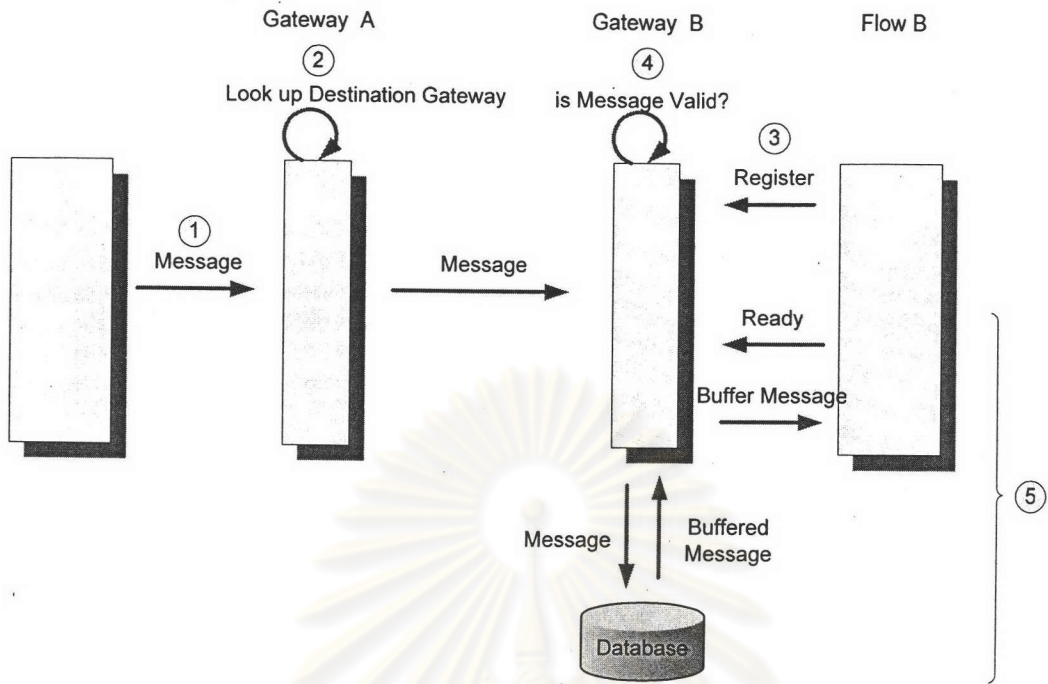 Gateway A
Gateway B
Flow B
2
4
Look up Destination Gateway
is Message Valid?
3
Register
1
Message
Message
Ready
Buffer Message
5
Message
Buffered
Message
Database